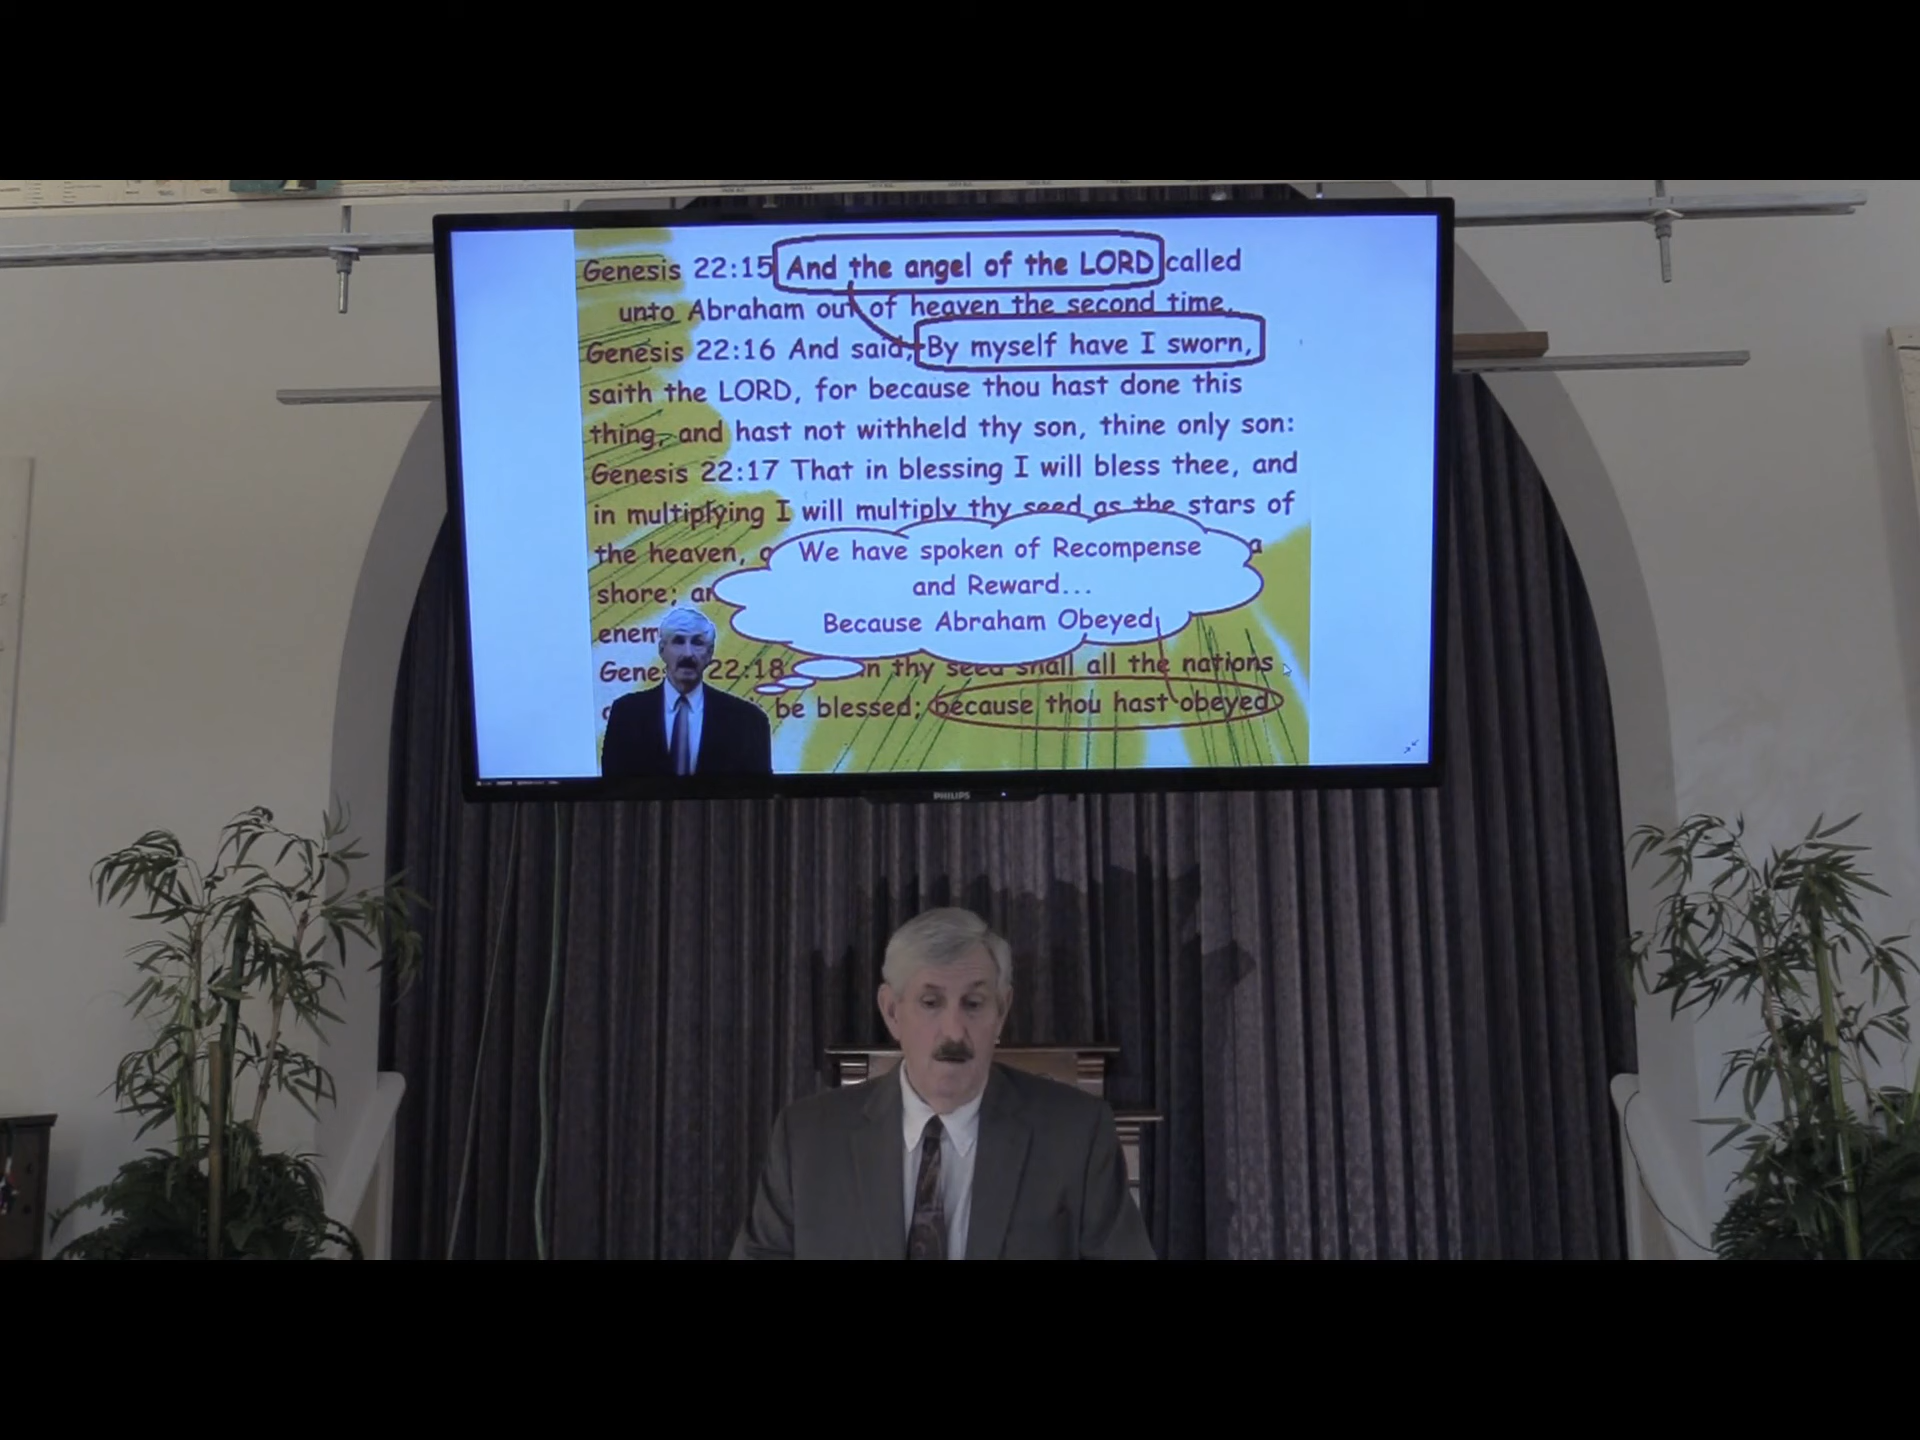 Genesis 22:15 And the angel of the LORD called
unto Abraham out of heaven the second time,
Genesis 22:16 And said, By myself have I sworn,
saith the LORD, for because thou hast done this
thing, and hast not withheld thy son, thine only son:
Genesis 22:17 That in blessing I will bless thee, and
in multiplying I will multiply thy seed as the stars of
the heaven, a
shore;
We have spoken of Recompense
and Reward...
Because Abraham Obeyed
22:18 in thy seed shall all the nations
be blessed; because thou hast obeyed
PHILIPS